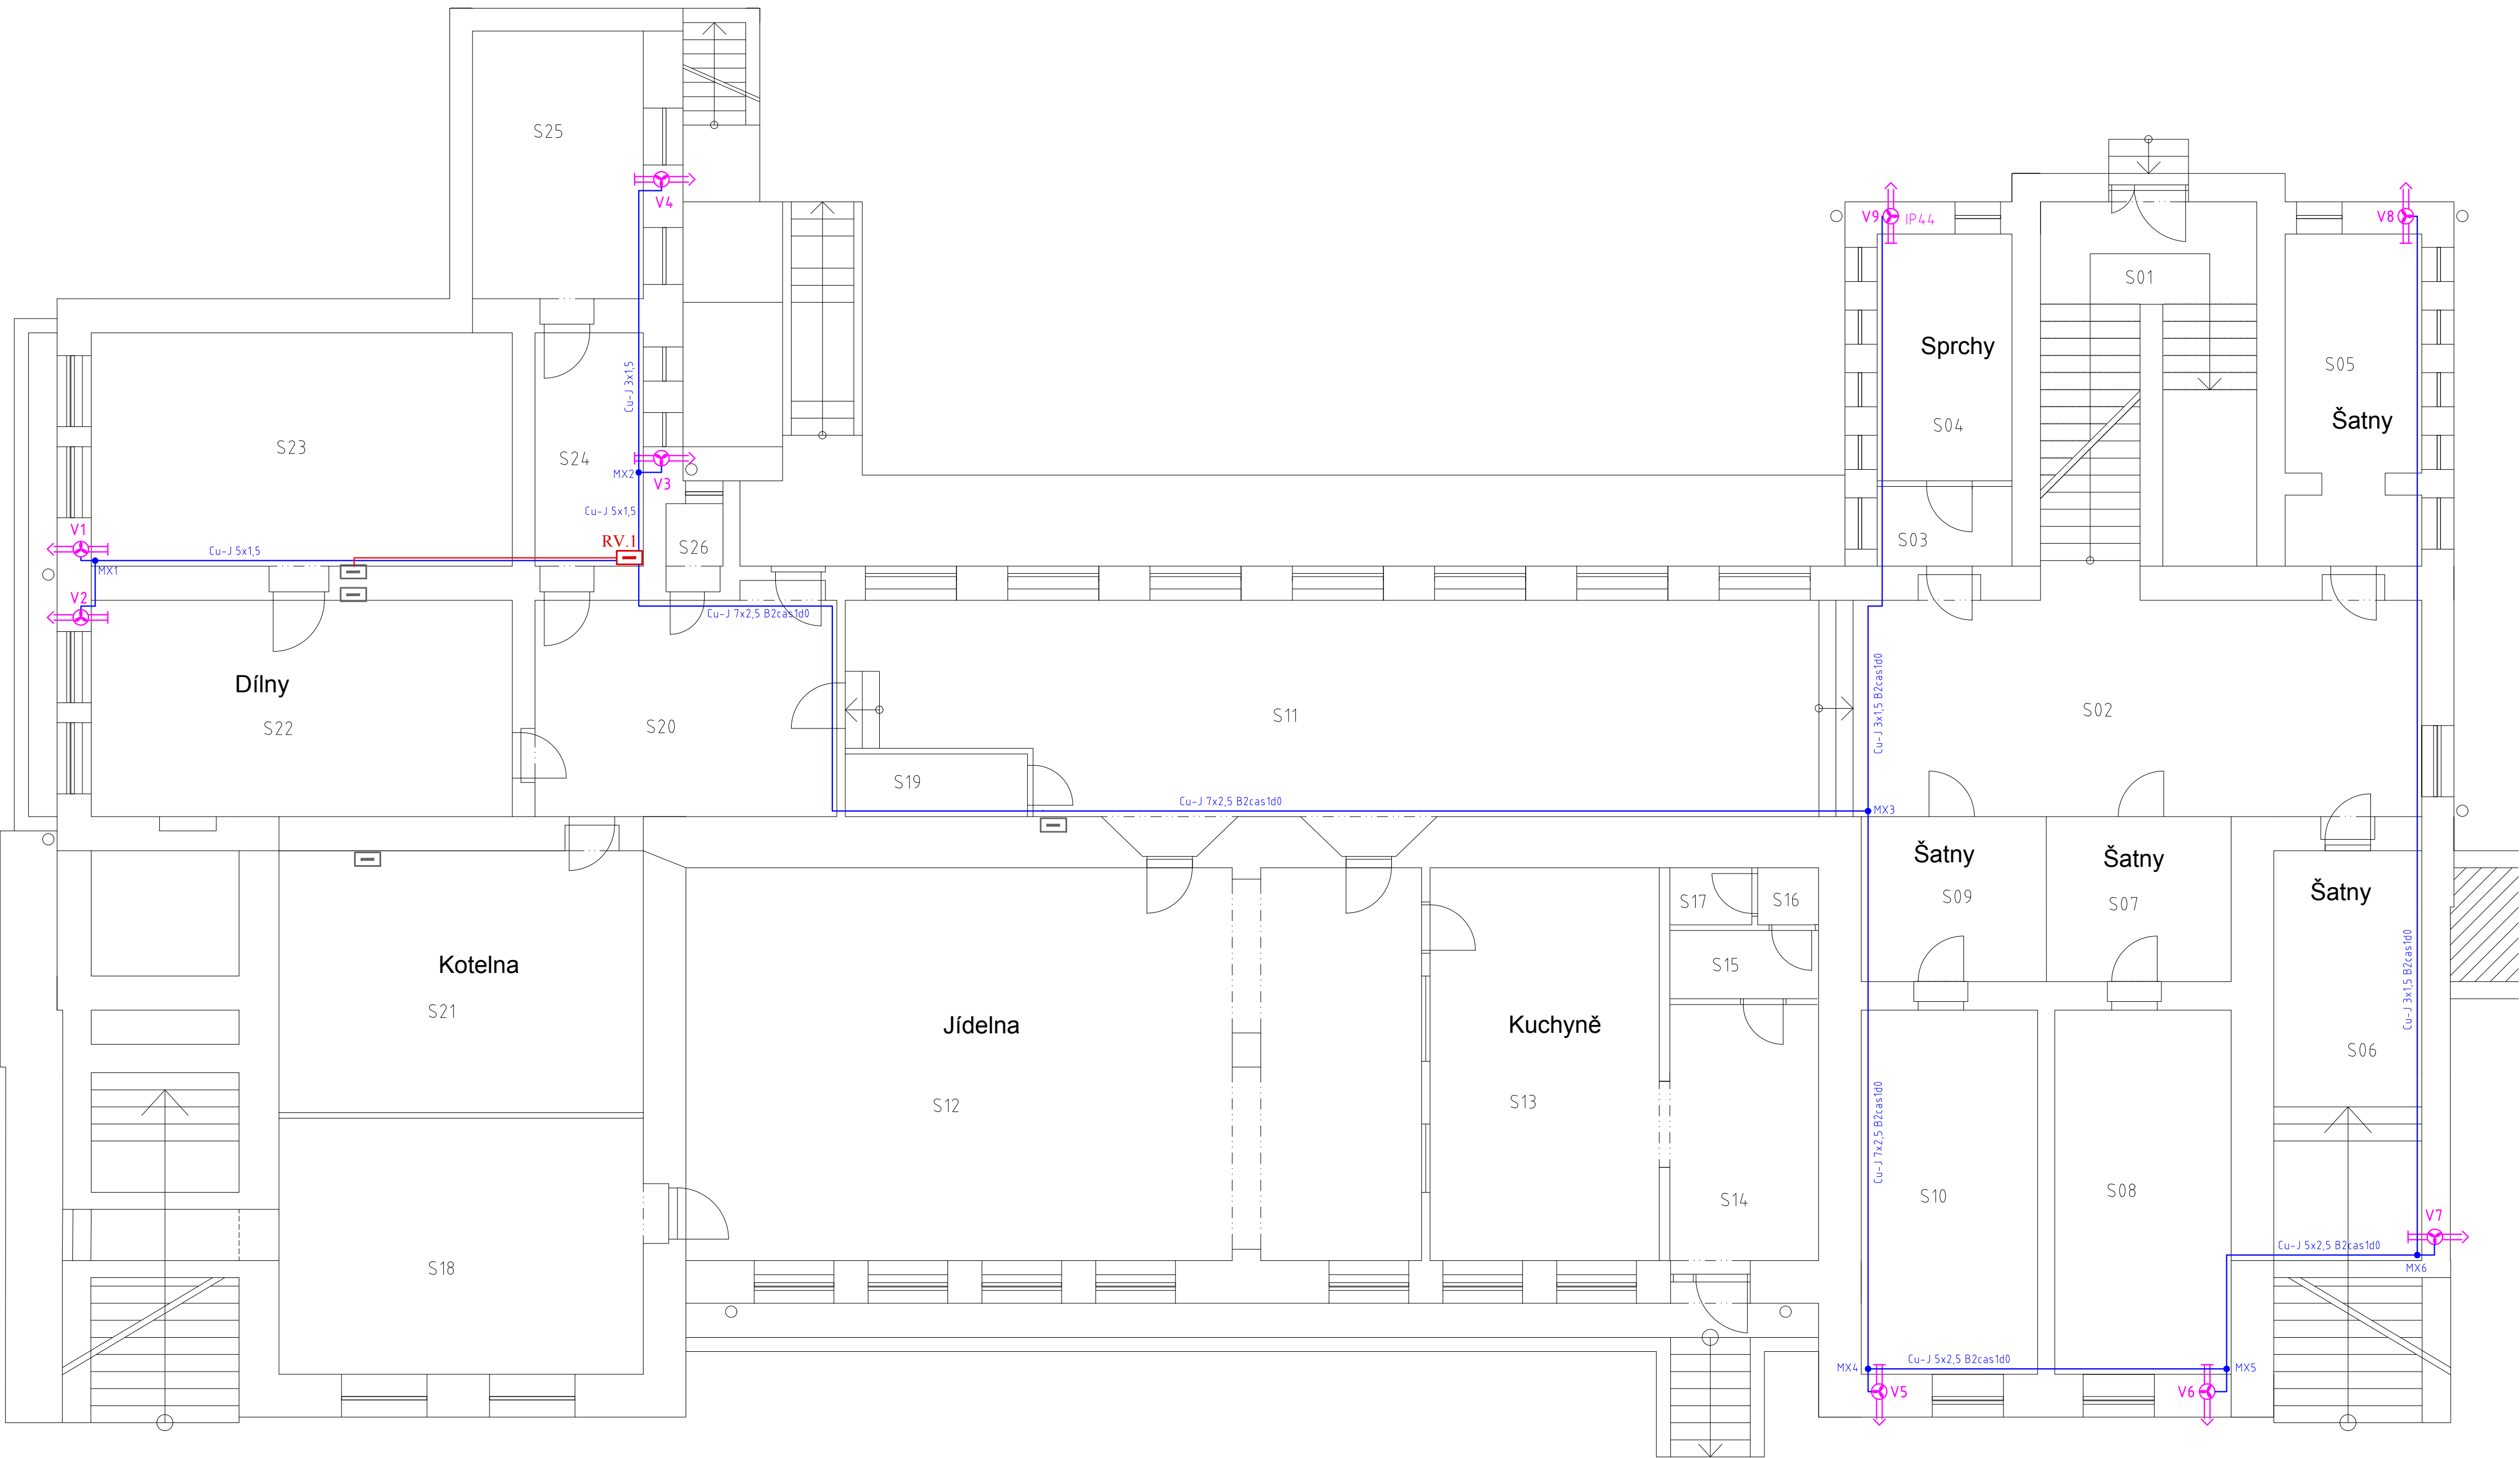 S25
V4
V9
IP44
V8
S01
Sprchy
S05
Cu-J 3x1,5
Šatny
S04
S23
S24
MX2
V3
Cu-J 5x1,5
V1
RV.1
S26
S03
Cu-J 5x1,5
MX1
V2
Cu-J 7x2,5 B2cas1d0
Dílny
S22
S20
S11
Cu-J 3x1,5 B2cas1d0
S02
S19
Cu-J 7x2,5 B2cas1d0
MX3
Šatny
Šatny
Šatny
S09
S07
S17
S16
Kotelna
S15
Cu-J 3x1,5 B2cas1d0
S21
Jídelna
Kuchyně
S06
S12
S13
Cu-J 7x2,5 B2cas1d0
S10
S08
S14
V7
Cu-J 5x2,5 B2cas1d0
S18
MX6
Cu-J 5x2,5 B2cas1d0
MX4
MX5
V5
V6